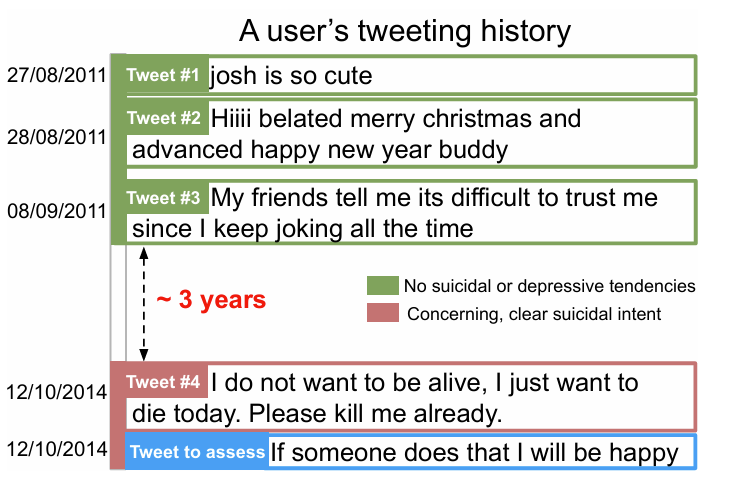 A user's tweeting history
27/08/2011 Tweet #1 josh is so cute
28/08/2011 Tweet #2 Hiiii belated merry christmas and
advanced happy new year buddy
08/09/2011 Tweet #3 My friends tell me its difficult to trust me
since I keep joking all the time
~ 3 years
No suicidal or depressive tendencies
Concerning, clear suicidal intent
12/10/2014 Tweet #4 I do not want to be alive, I just want to
die today. Please kill me already.
12/10/2014 Tweet to assess If someone does that I will be happy